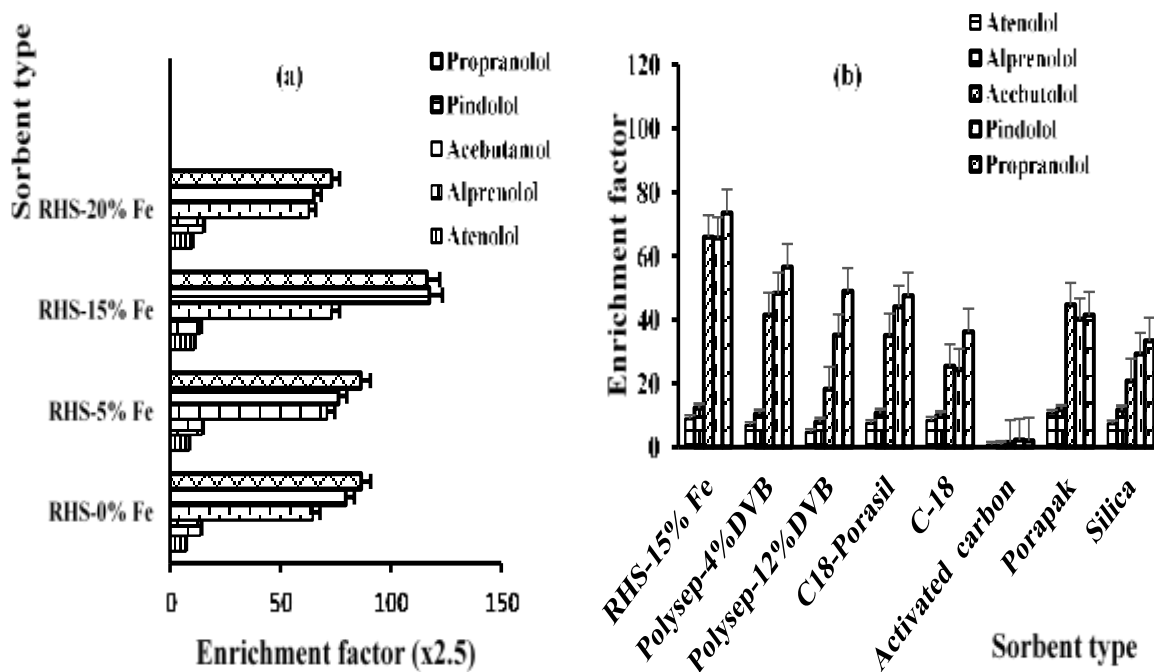 (a)
Sorbent type
Propranolol
Pindolol
Acebutamol
Alprenolol
Atenolol
RHS-20% Fe
RHS-15% Fe
RHS-5% Fe
RHS-0% Fe
0
50
100
150
Enrichment factor (x2.5)
(b)
Atenolol
Alprenolol
Acebutolol
Pindolol
Propranolol
Enrichment factor
120
100
80
60
40
20
0
RHS-15% Fe
Polysep-4%DVB
Polysep-12%DVB
C18-Porasil
C-18
Activated carbon
Porapak
Silica
Sorbent type